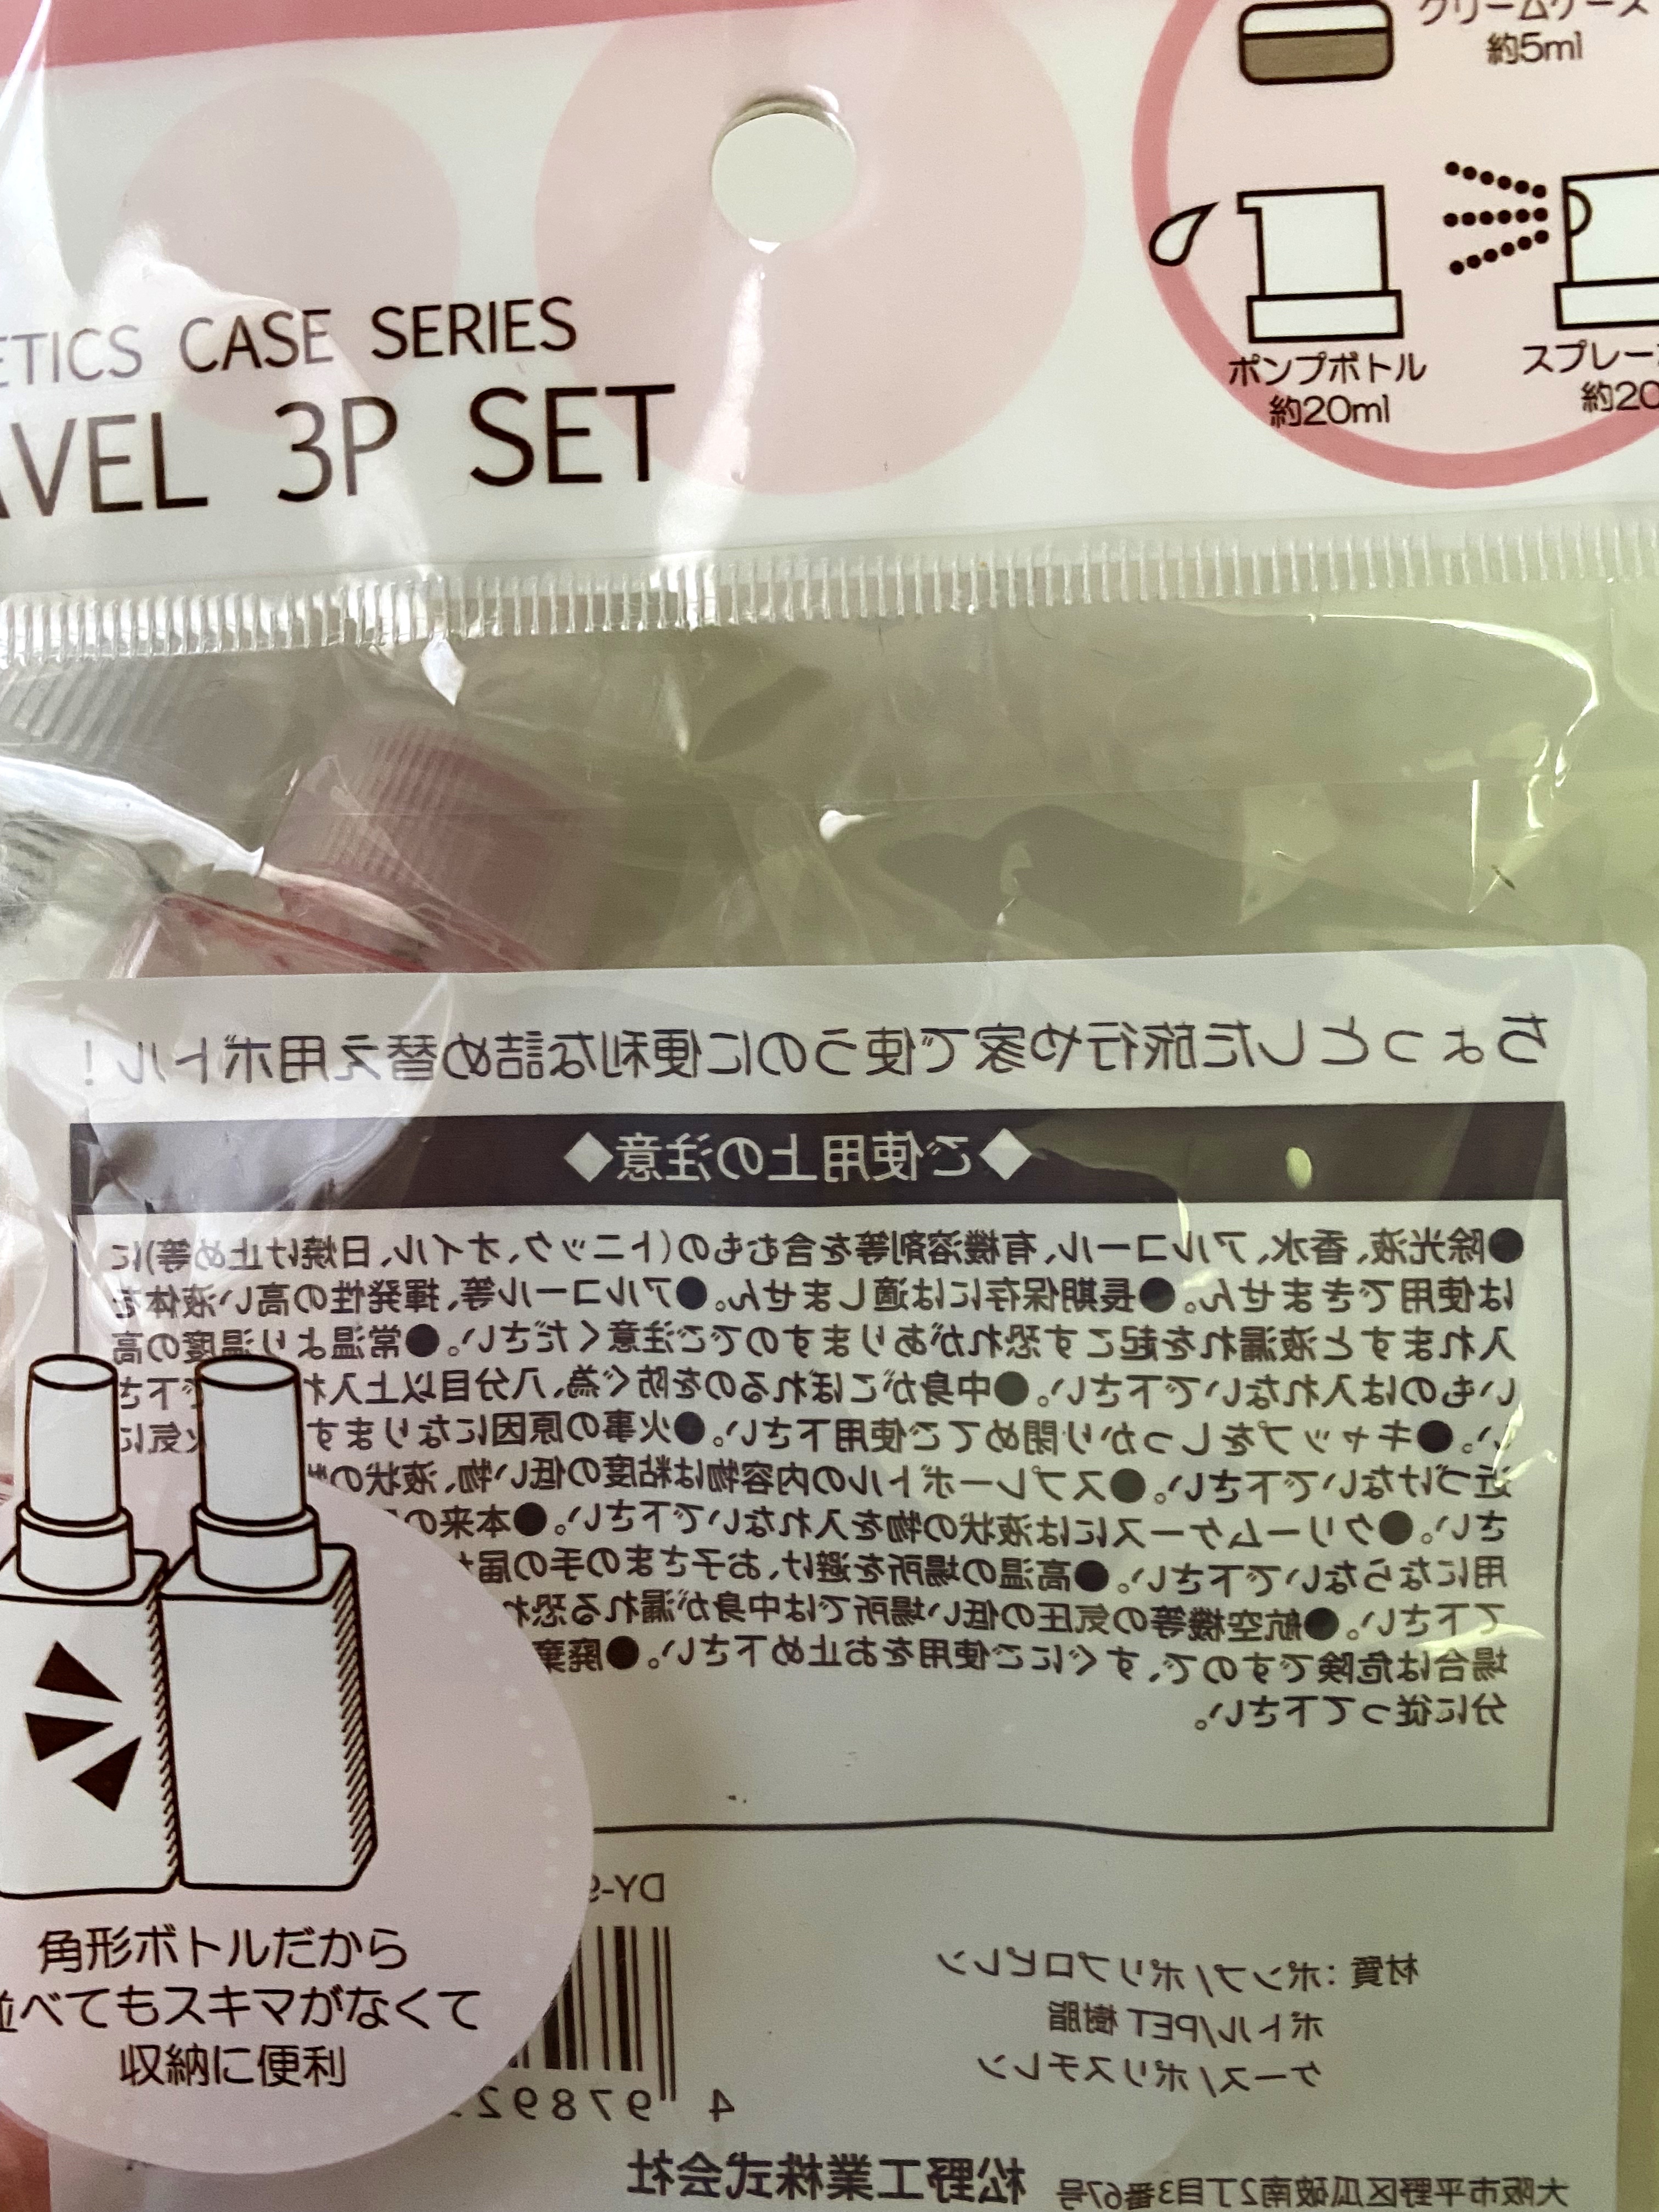 クリームケース
約5ml
ETICS CASE SERIES
AVEL 3P SET
ポンプボトル
約20ml
スプレー
約20
ちょっとした旅行や家で使うのに便利な詰め替え用ボトル！
◆ご使用上の注意◆
●除光液、香水、アルコール、有機溶剤等を含むもの(トニック、オイル、日焼け止め等)に
は使用できません。●長期保存には適しません。●アルコール等、揮発性の高い液体を
入れますと液漏れを起こす恐れがありますのでご注意ください。●常温より温度の高
いものは入れないで下さい。●中身がこぼれるのを防ぐ為、八分目以上入れ で下さ
い。●キャップをしっかり閉めてご使用下さい。●火事の原因になります 火気に
近づけないで下さい。●スプレーボトルの内容物は粘度の低い物、液状の
さい。●クリームケースには液状の物を入れないで下さい。●本来の
用にならないで下さい。●高温の場所を避け、お子さまの手の届
て下さい。●航空機等の気圧の低い場所では中身が漏れる恐れ
場合は危険ですので、すぐにご使用をお止め下さい。●廃棄
分に従って下さい。
DY-9
角形ボトルだから
並べてもスキマがなくて
収納に便利
材質：ポンプ/ポリプロピレン
ボトル/PET樹脂
ケース/ポリスチレン
4 97892
松野工業株式会社
大阪市平野区瓜破南2丁目3番67号